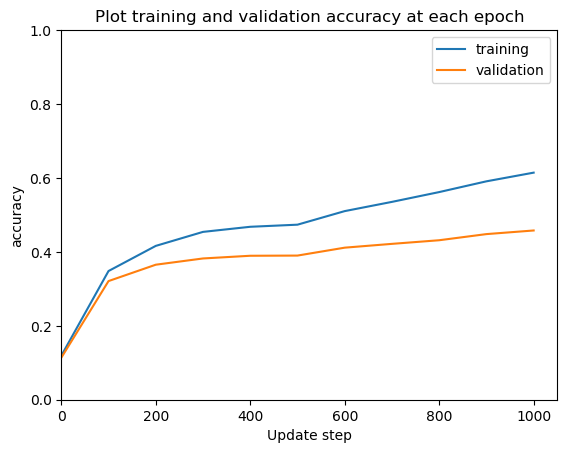 Plot training and validation accuracy at each epoch
training
validation
accuracy
1.0
0.8
0.6
0.4
0.2
0.0
0 200 400 600 800 1000
Update step